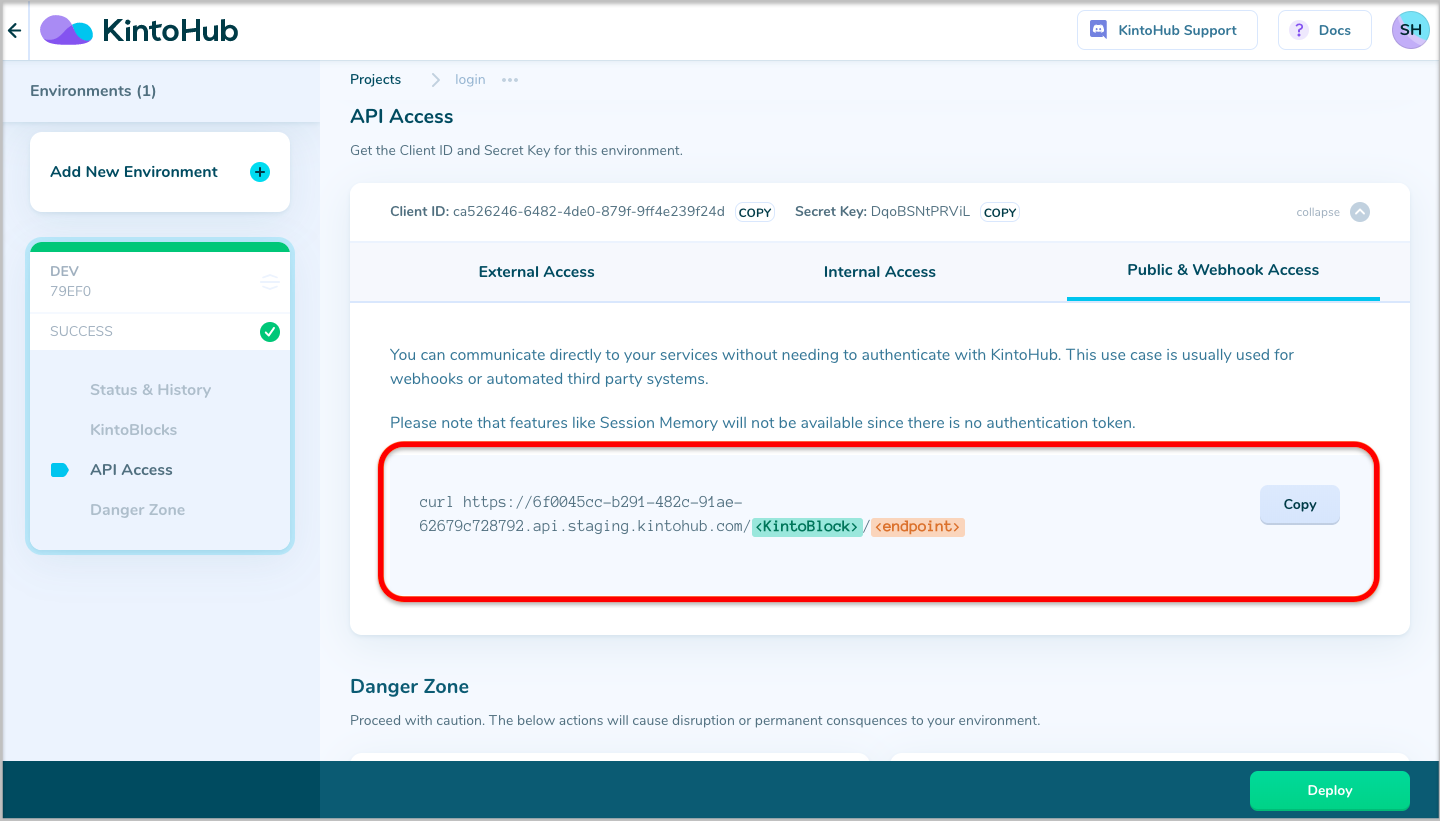 KintoHub
KintoHub Support
? Docs
SH
Environments (1)
Add New Environment
DEV
79EF0
SUCCESS
Status & History
KintoBlocks
API Access
Danger Zone
Projects
login
API Access
Get the Client ID and Secret Key for this environment.
Client ID: ca526246-6482-4de0-879f-9ff4e239f24d COPY Secret Key: DqoBSNtPRViL COPY
collapse
External Access
Internal Access
Public & Webhook Access
You can communicate directly to your services without needing to authenticate with KintoHub. This use case is usually used for
webhooks or automated third party systems.
Please note that features like Session Memory will not be available since there is no authentication token.
curl https://6f0045cc-b291-482c-91ae-
62679c728792.api.staging.kintohub.com/<KintoBlock>/<endpoint>
Copy
Danger Zone
Proceed with caution. The below actions will cause disruption or permanent consquences to your environment.
Deploy